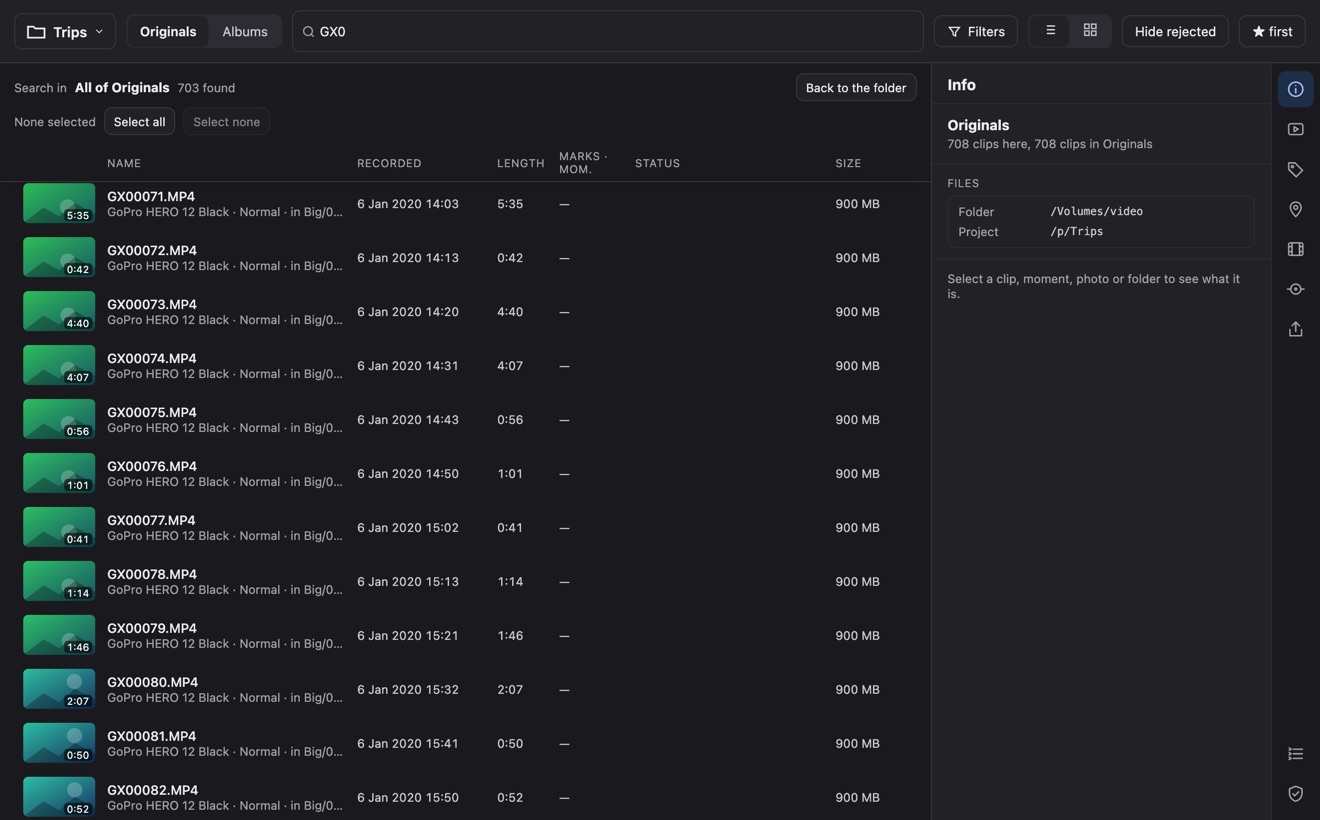 Trips
Originals
Albums
GX0
Filters
Hide rejected
★ first
Search in All of Originals 703 found
Back to the folder
None selected
Select all
Select none
NAME RECORDED LENGTH MARKS · MOM. STATUS SIZE
5:35
GX00071.MP4
GoPro HERO 12 Black · Normal · in Big/0...
6 Jan 2020 14:03 5:35 — 900 MB
0:42
GX00072.MP4
GoPro HERO 12 Black · Normal · in Big/0...
6 Jan 2020 14:13 0:42 — 900 MB
4:40
GX00073.MP4
GoPro HERO 12 Black · Normal · in Big/0...
6 Jan 2020 14:20 4:40 — 900 MB
4:07
GX00074.MP4
GoPro HERO 12 Black · Normal · in Big/0...
6 Jan 2020 14:31 4:07 — 900 MB
0:56
GX00075.MP4
GoPro HERO 12 Black · Normal · in Big/0...
6 Jan 2020 14:43 0:56 — 900 MB
1:01
GX00076.MP4
GoPro HERO 12 Black · Normal · in Big/0...
6 Jan 2020 14:50 1:01 — 900 MB
0:41
GX00077.MP4
GoPro HERO 12 Black · Normal · in Big/0...
6 Jan 2020 15:02 0:41 — 900 MB
1:14
GX00078.MP4
GoPro HERO 12 Black · Normal · in Big/0...
6 Jan 2020 15:13 1:14 — 900 MB
1:46
GX00079.MP4
GoPro HERO 12 Black · Normal · in Big/0...
6 Jan 2020 15:21 1:46 — 900 MB
2:07
GX00080.MP4
GoPro HERO 12 Black · Normal · in Big/0...
6 Jan 2020 15:32 2:07 — 900 MB
0:50
GX00081.MP4
GoPro HERO 12 Black · Normal · in Big/0...
6 Jan 2020 15:41 0:50 — 900 MB
0:52
GX00082.MP4
GoPro HERO 12 Black · Normal · in Big/0...
6 Jan 2020 15:50 0:52 — 900 MB
Info
Originals
708 clips here, 708 clips in Originals
FILES
Folder /Volumes/video
Project /p/Trips
Select a clip, moment, photo or folder to see what it
is.